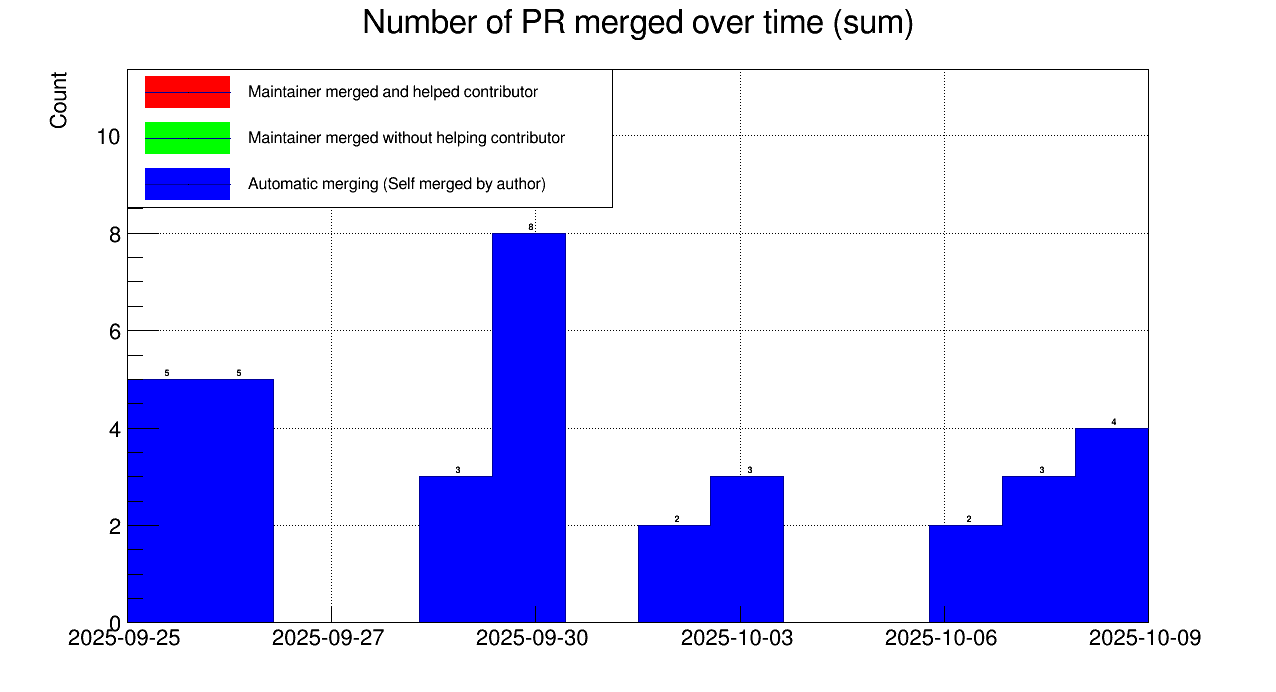 Number of PR merged over time (sum)
Count
Maintainer merged and helped contributor
Maintainer merged without helping contributor
Automatic merging (Self merged by author)
10
8
8
6
5 5
4
4
3 3 3
2
2 2
0
2025-09-25 2025-09-27 2025-09-30 2025-10-03 2025-10-06 2025-10-09